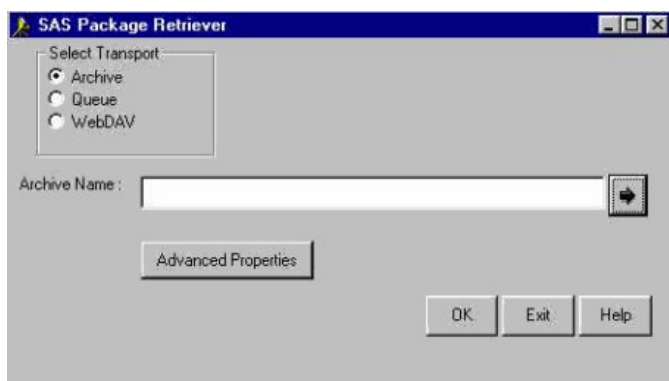 SAS Package Retriever
Select Transport
Archive
Queue
WebDAV
Archive Name :
Advanced Properties
OK Exit Help